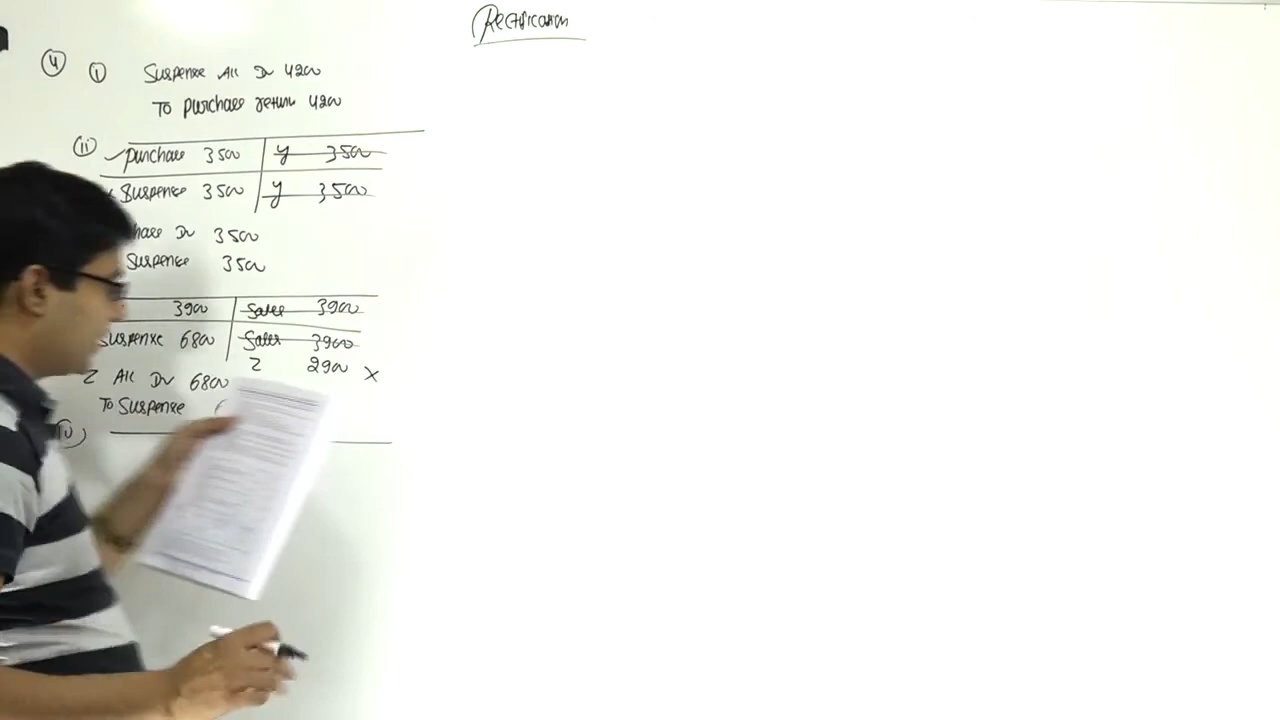 Rectification
4 i Suspense A/c Dr 4200
To Purchase return 4200
ii Purchase 3500 y 3500
Suspense 3500 y 3500
hase Dr 3500
Suspense 3500
3900 Sales 3900
Suspense 6800 Sales 3900
Z 2900 ×
Z A/c Dr 6800
To Suspense